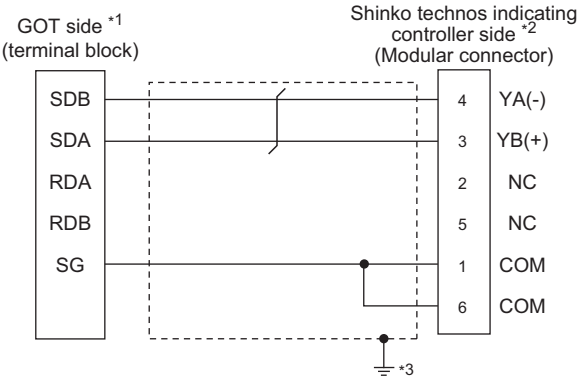 GOT side *1
(terminal block)
Shinko technos indicating
controller side *2
(Modular connector)
SDB
4
YA(-)
SDA
3
YB(+)
RDA
2
NC
RDB
5
NC
SG
1
COM
6
COM
*3